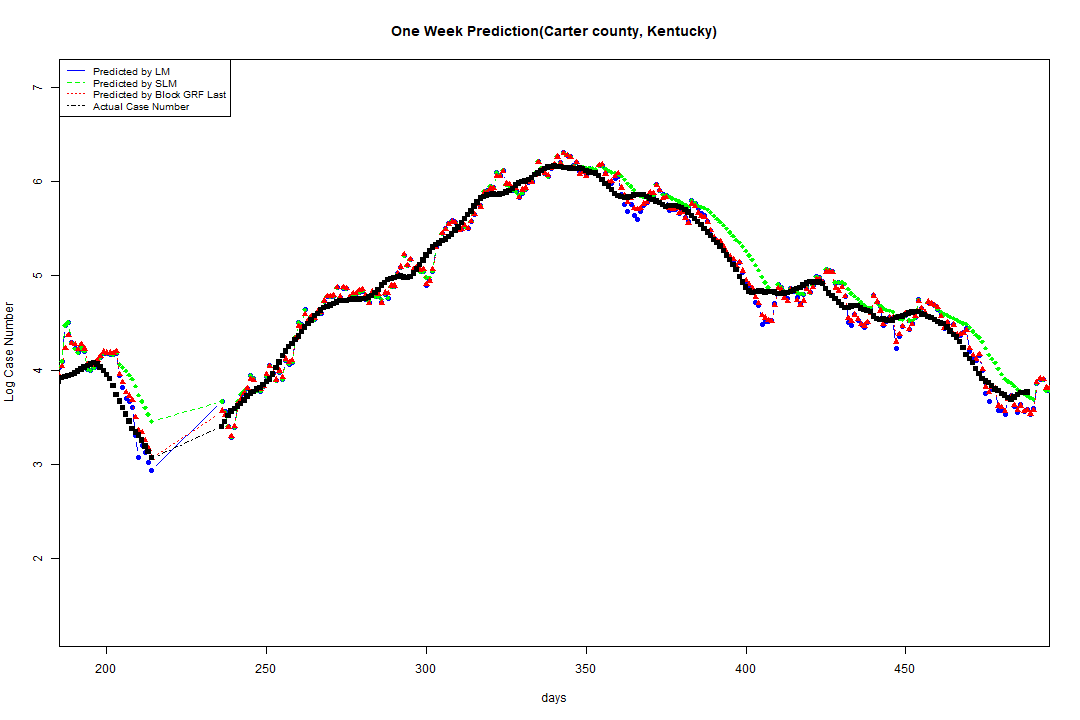 One Week Prediction(Carter county, Kentucky)
Predicted by LM
Predicted by SLM
Predicted by Block GRF Last
Actual Case Number
7
6
5
4
3
2
Log Case Number
200 250 300 350 400 450
days